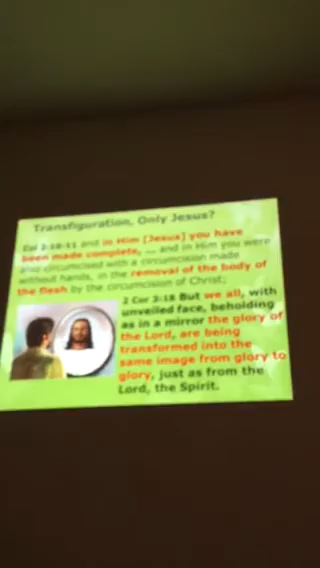 Transfiguration, Only Jesus?
Col 2:10-11 and in Him [Jesus] you have
been made complete, ... and in Him you were
also circumcised with a circumcision made
without hands, in the removal of the body of
the flesh by the circumcision of Christ;
2 Cor 3:18 But we all, with
unveiled face, beholding
as in a mirror the glory of
the Lord, are being
transformed into the
same image from glory to
glory, just as from the
Lord, the Spirit.